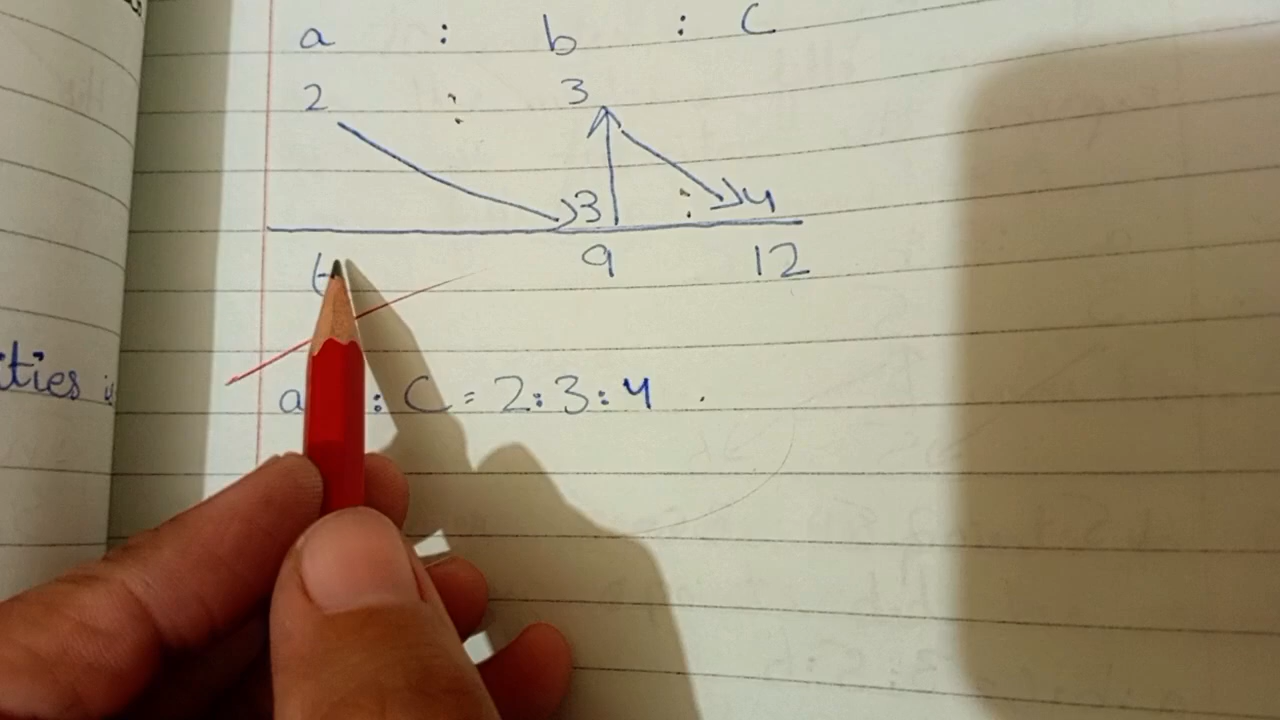 a : b : c
2 : 3
3 : 4
9 12
ities
a : C = 2:3:4 .